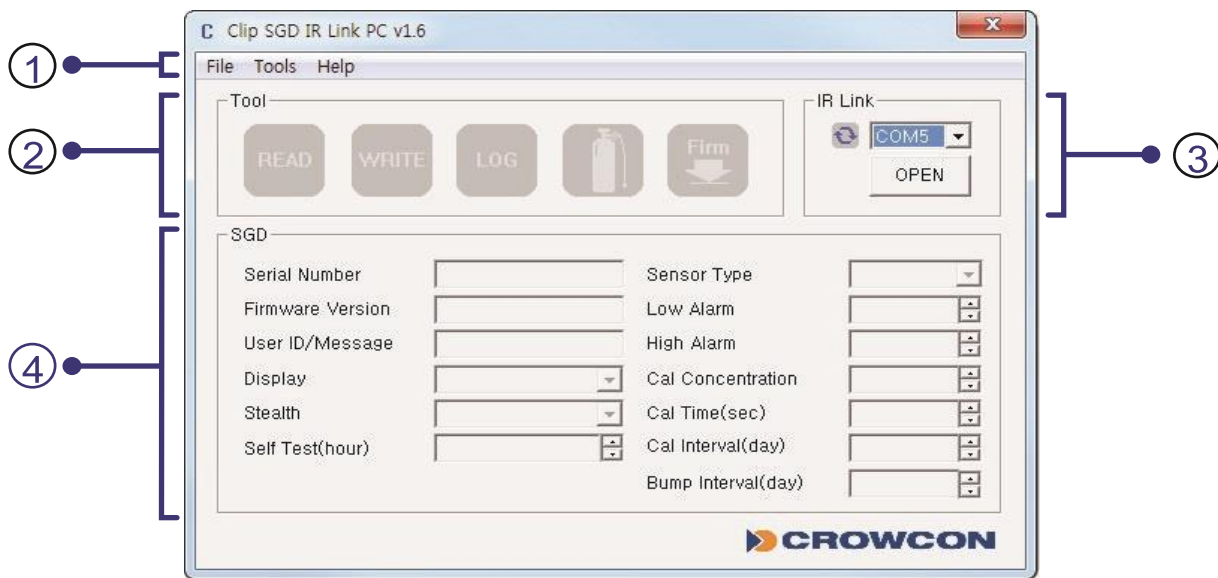 C Clip SGD IR Link PC v1.6
1
File Tools Help
Tool
IR Link
2
READ
WRITE
LOG
Firm
COM5
OPEN
3
SGD
Serial Number
Sensor Type
Firmware Version
Low Alarm
User ID/Message
High Alarm
4
Display
Cal Concentration
Stealth
Cal Time(sec)
Self Test(hour)
Cal Interval(day)
Bump Interval(day)
CROWCON